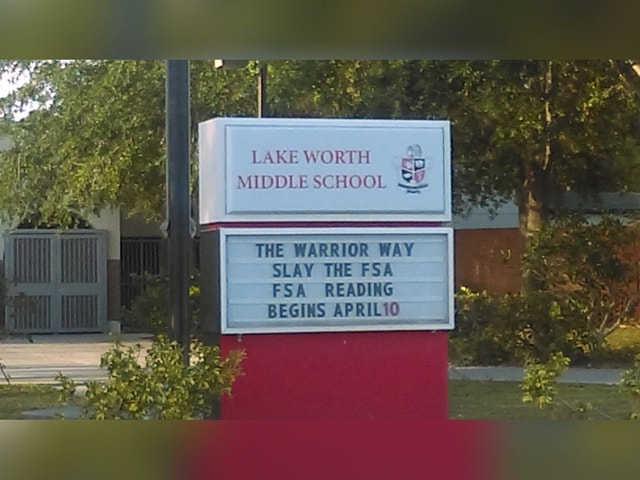 LAKE WORTH
MIDDLE SCHOOL
THE WARRIOR WAY
SLAY THE FSA
FSA READING
BEGINS APRIL10